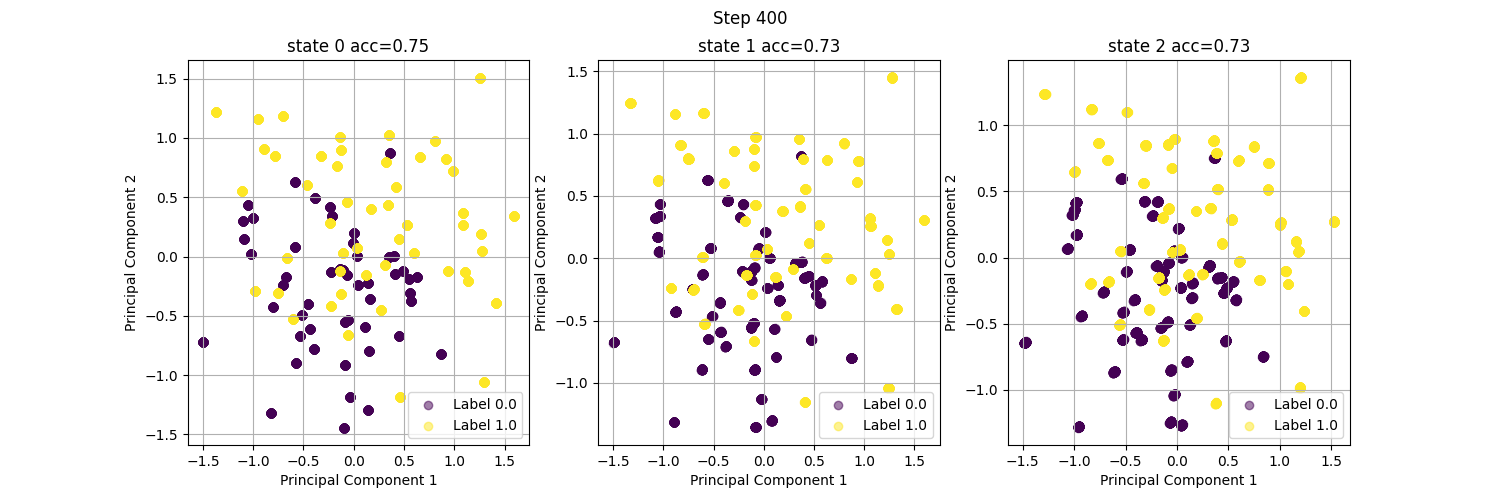 Step 400
state 0 acc=0.75
Principal Component 2
1.5
1.0
0.5
0.0
−0.5
−1.0
−1.5
−1.5 −1.0 −0.5 0.0 0.5 1.0 1.5
Principal Component 1
Label 0.0
Label 1.0
state 1 acc=0.73
Principal Component 2
1.5
1.0
0.5
0.0
−0.5
−1.0
−1.5 −1.0 −0.5 0.0 0.5 1.0 1.5
Principal Component 1
Label 0.0
Label 1.0
state 2 acc=0.73
Principal Component 2
1.0
0.5
0.0
−0.5
−1.0
−1.5 −1.0 −0.5 0.0 0.5 1.0 1.5
Principal Component 1
Label 0.0
Label 1.0